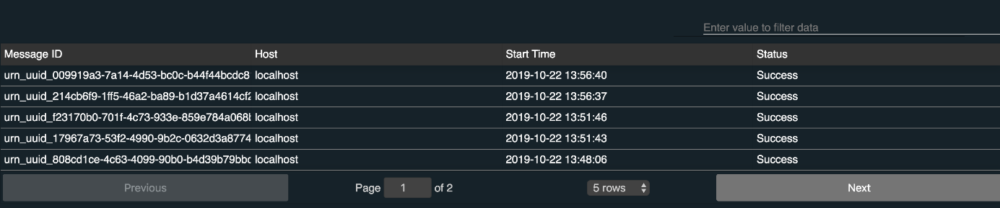 Enter value to filter data
Message ID Host Start Time Status
urn_uuid_009919a3-7a14-4d53-bc0c-b44f44bcdc8 localhost 2019-10-22 13:56:40 Success
urn_uuid_214cb6f9-1ff5-46a2-ba89-b1d37a4614cf2 localhost 2019-10-22 13:56:37 Success
urn_uuid_f23170b0-701f-4c73-933e-859e784a068 localhost 2019-10-22 13:51:46 Success
urn_uuid_17967a73-53f2-4990-9b2c-0632d3a8774 localhost 2019-10-22 13:51:43 Success
urn_uuid_808cd1ce-4c63-4099-90b0-b4d39b79bb localhost 2019-10-22 13:48:06 Success
Previous Page 1 of 2 5 rows Next